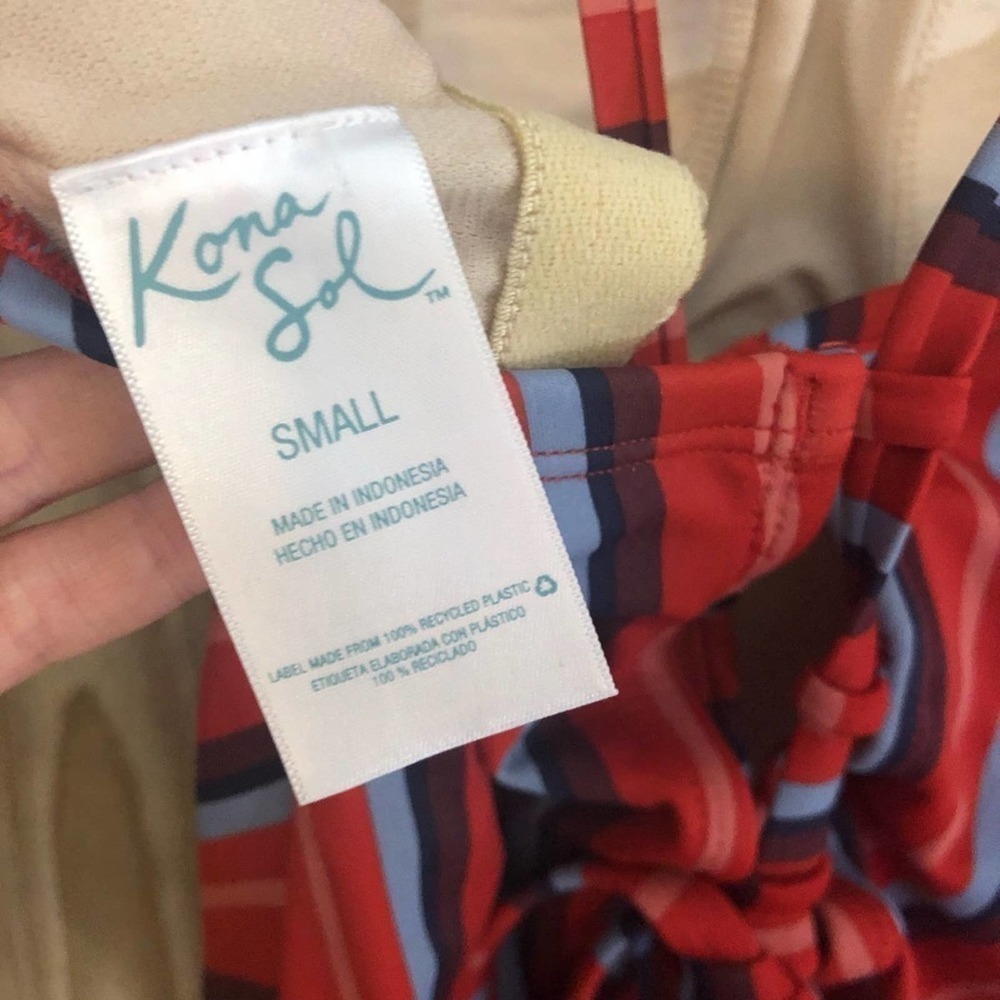 Kona
Sol™
SMALL
MADE IN INDONESIA
HECHO EN INDONESIA
LABEL MADE FROM 100% RECYCLED PLASTIC
ETIQUETA ELABORADA CON PLÁSTICO
100 % RECICLADO